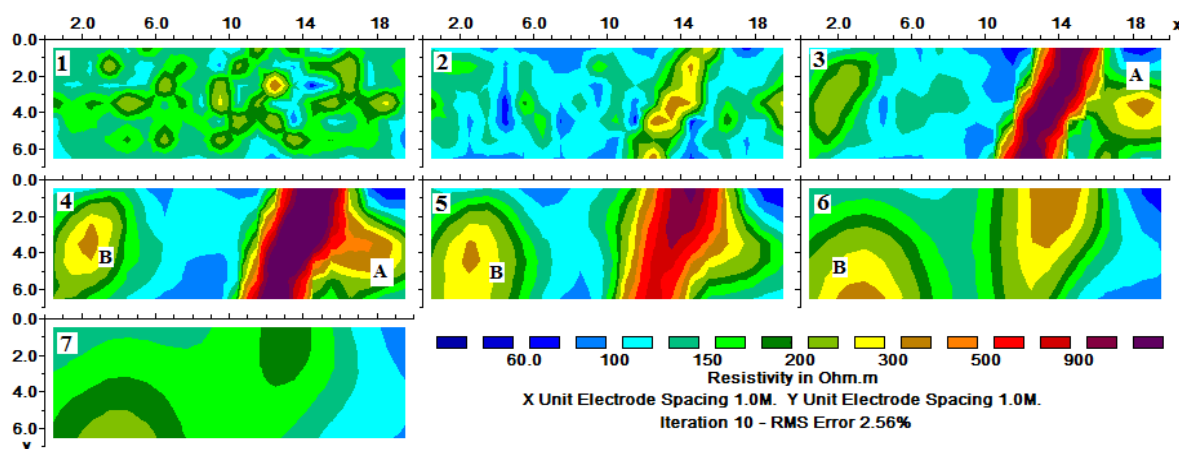 2.0 6.0 10 14 18 2.0 6.0 10 14 18 2.0 6.0 10 14 18 x
0.0 1 2 3
2.0 A
4.0
6.0
0.0 4 5 6
2.0
4.0 B A B B
6.0
0.0 7
2.0 60.0 100 150 200 300 500 900
Resistivity in Ohm.m
4.0 X Unit Electrode Spacing 1.0M. Y Unit Electrode Spacing 1.0M.
Iteration 10 - RMS Error 2.56%
6.0